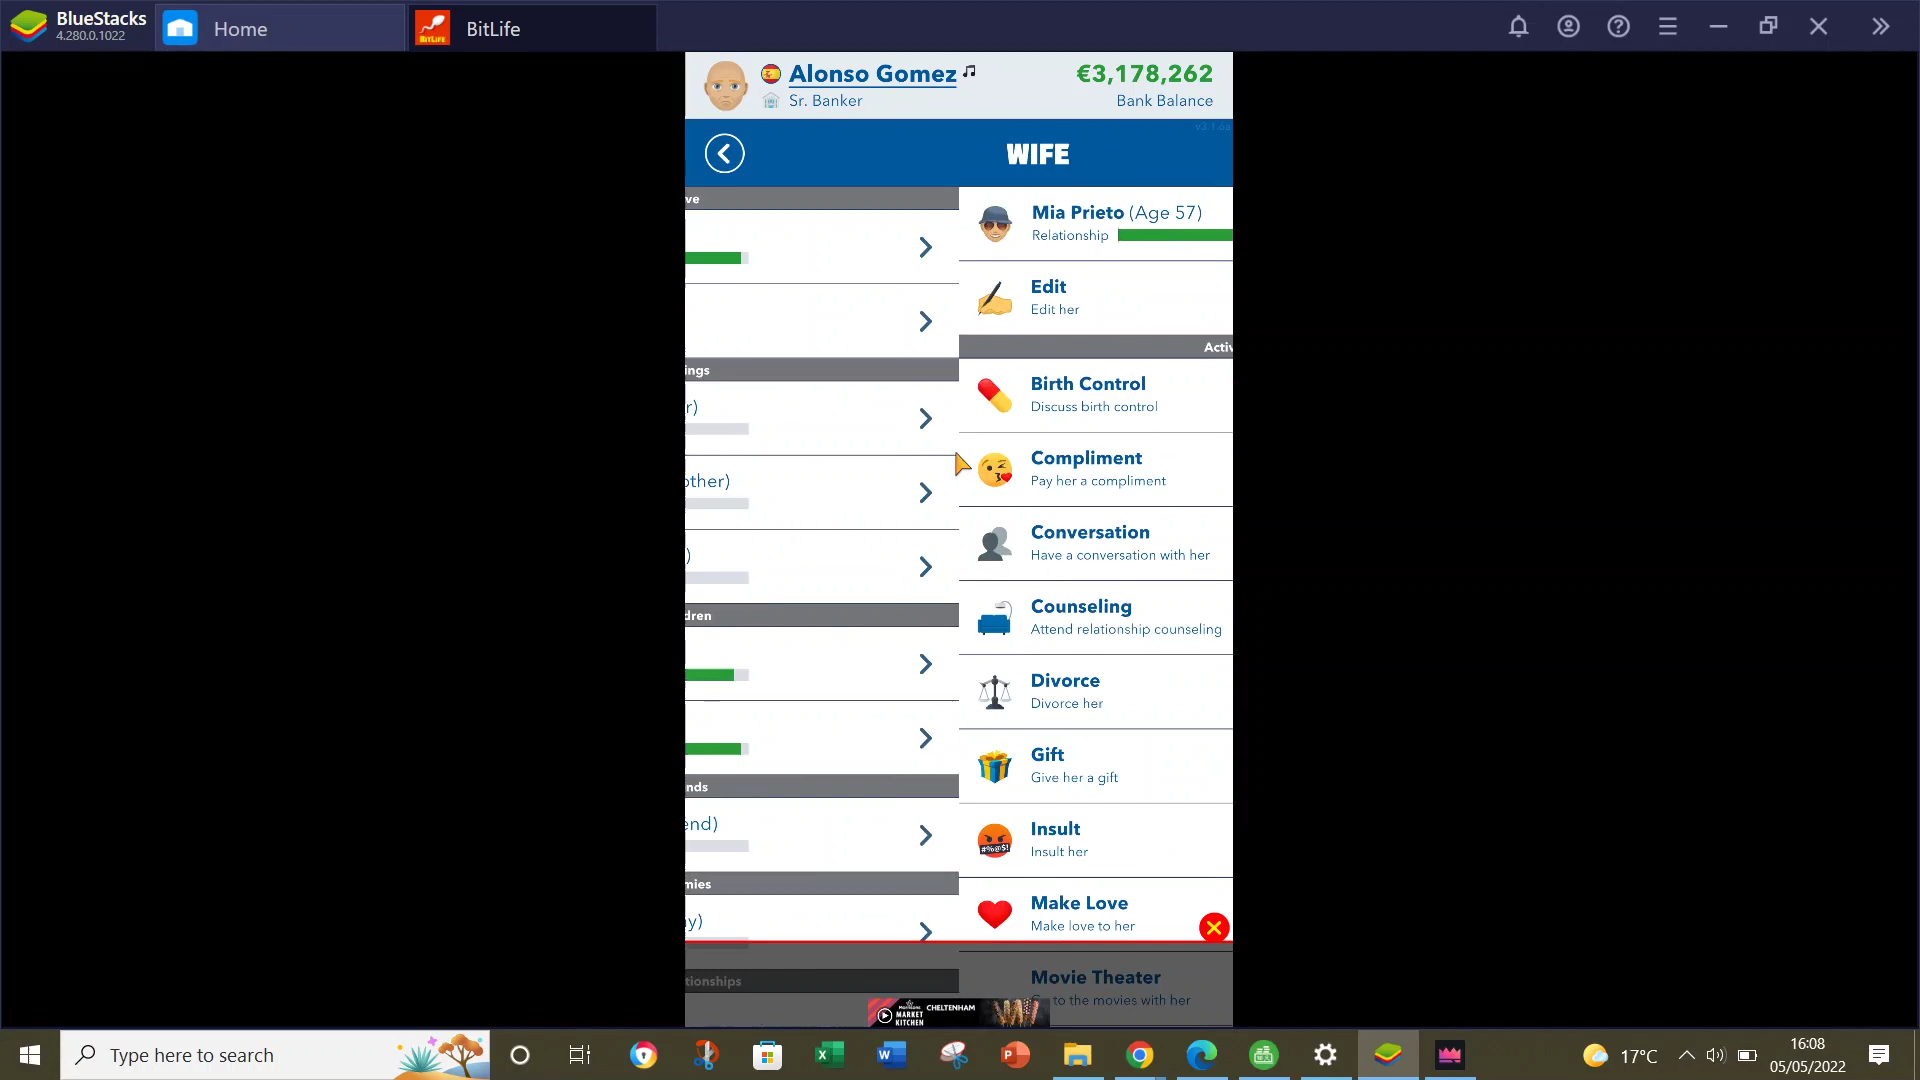 BlueStacks
4.280.0.1022
Home
BitLife
BitLife
Alonso Gomez
€3,178,262
Sr. Banker
Bank Balance
v3.1.6a
WIFE
ve
Mia Prieto (Age 57)
Relationship
Edit
Edit her
Activ
ings
Birth Control
Discuss birth control
r)
Compliment
Pay her a compliment
other)
Conversation
Have a conversation with her
)
Counseling
Attend relationship counseling
dren
Divorce
Divorce her
Gift
Give her a gift
nds
end)
Insult
#%@$!
Insult her
mies
Make Love
Make love to her
y)
tionships
Movie Theater
to the movies with her
MARKET
KITCHEN
CHELTENHAM
Type here to search
17°C
16:08
05/05/2022